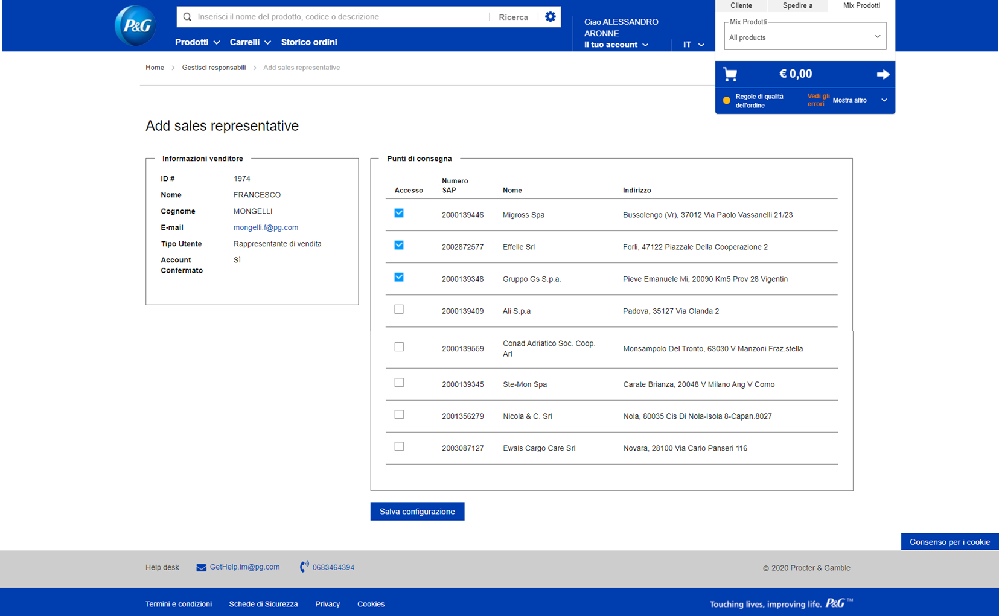 P&G
Inserisci il nome del prodotto, codice o descrizione
Ricerca
Prodotti
Carrelli
Storico ordini
Ciao ALESSANDRO
ARONNE
Il tuo account
IT
Cliente
Spedire a
Mix Prodotti
Mix Prodotti
All products
€ 0,00
Regole di qualità
dell'ordine
Vedi gli
errori
Mostra altro
Home
Gestisci responsabili
Add sales representative
Add sales representative
Informazioni venditore
ID # 1974
Nome FRANCESCO
Cognome MONGELLI
E-mail mongelli.f@pg.com
Tipo Utente Rappresentante di vendita
Account Sì
Confermato
Punti di consegna
Numero
Accesso SAP Nome Indirizzo
2000139446 Migross Spa Bussolengo (Vr), 37012 Via Paolo Vassanelli 21/23
2002872577 Effelle Srl Forli, 47122 Piazzale Della Cooperazione 2
2000139348 Gruppo Gs S.p.a. Pieve Emanuele Mi, 20090 Km5 Prov 28 Vigentin
2000139409 Ali S.p.a Padova, 35127 Via Olanda 2
2000139559 Conad Adriatico Soc. Coop. Monsampolo Del Tronto, 63030 V Manzoni Fraz.stella
Arl
2000139345 Ste-Mon Spa Carate Brianza, 20048 V Milano Ang V Como
2001356279 Nicola & C. Srl Nola, 80035 Cis Di Nola-Isola 8-Capan.8027
2003087127 Ewals Cargo Care Srl Novara, 28100 Via Carlo Panseri 116
Salva configurazione
Consenso per i cookie
Help desk
GetHelp.im@pg.com
0683464394
© 2020 Procter & Gamble
Termini e condizioni
Schede di Sicurezza
Privacy
Cookies
Touching lives, improving life. P&G ™